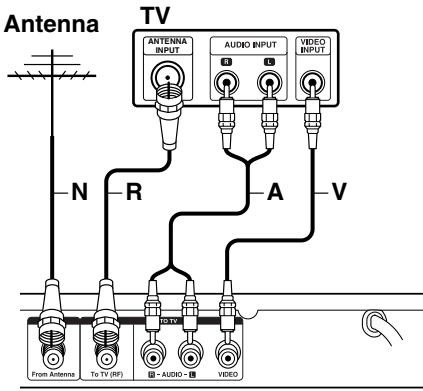 Antenna
TV
ANTENNA INPUT
AUDIO INPUT
VIDEO INPUT
R
L
N
R
A
V
TO TV
From Antenna
To TV (RF)
R - AUDIO - L
VIDEO